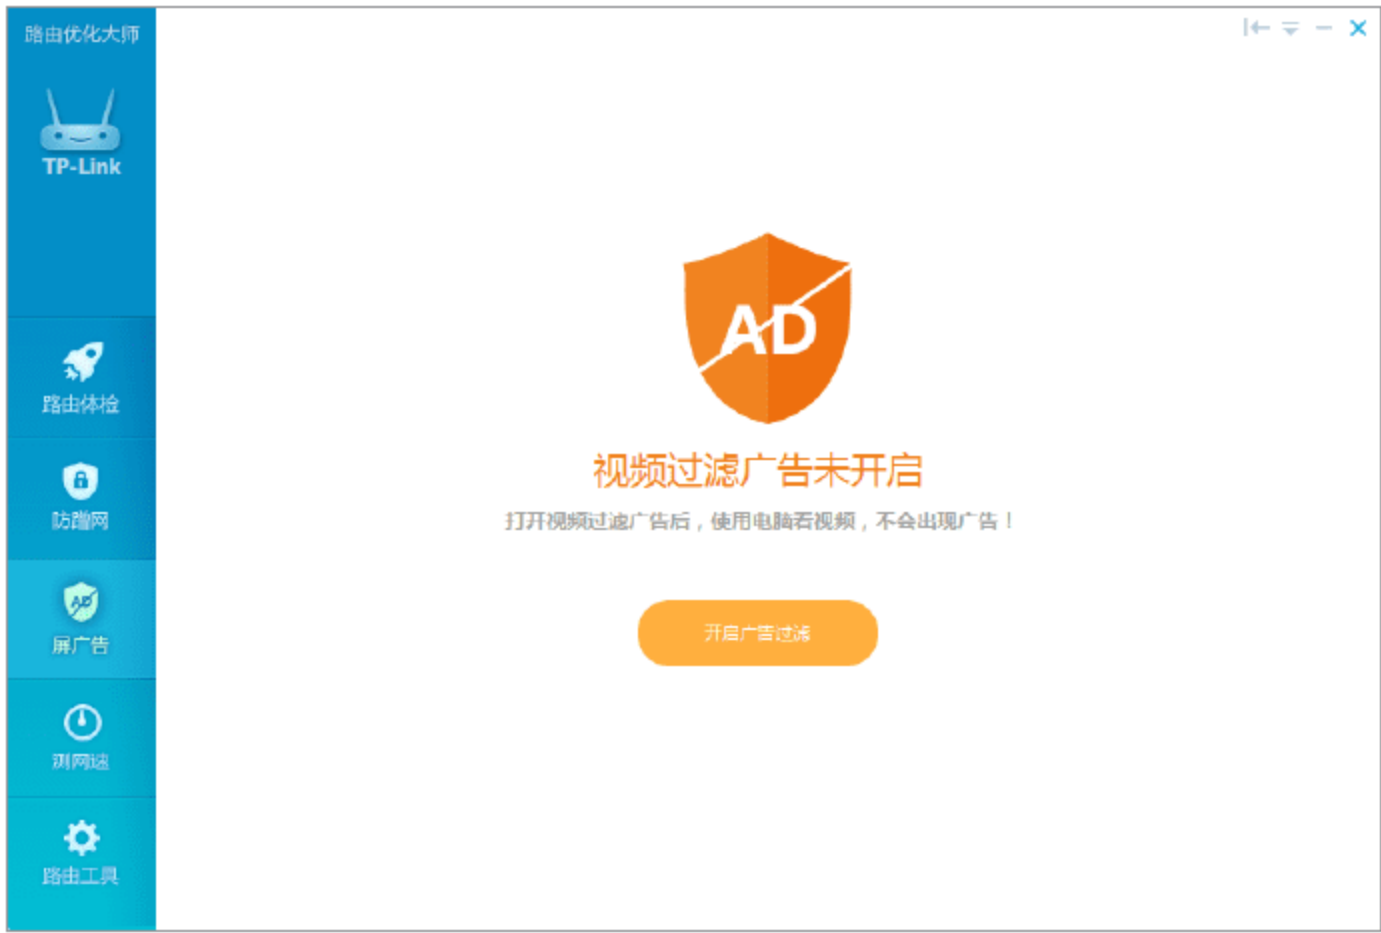 路由优化大师
TP-Link
路由体检
防蹭网
屏广告
测网速
路由工具
AD
视频过滤广告未开启
打开视频过滤广告后，使用电脑看视频，不会出现广告！
开启广告过滤